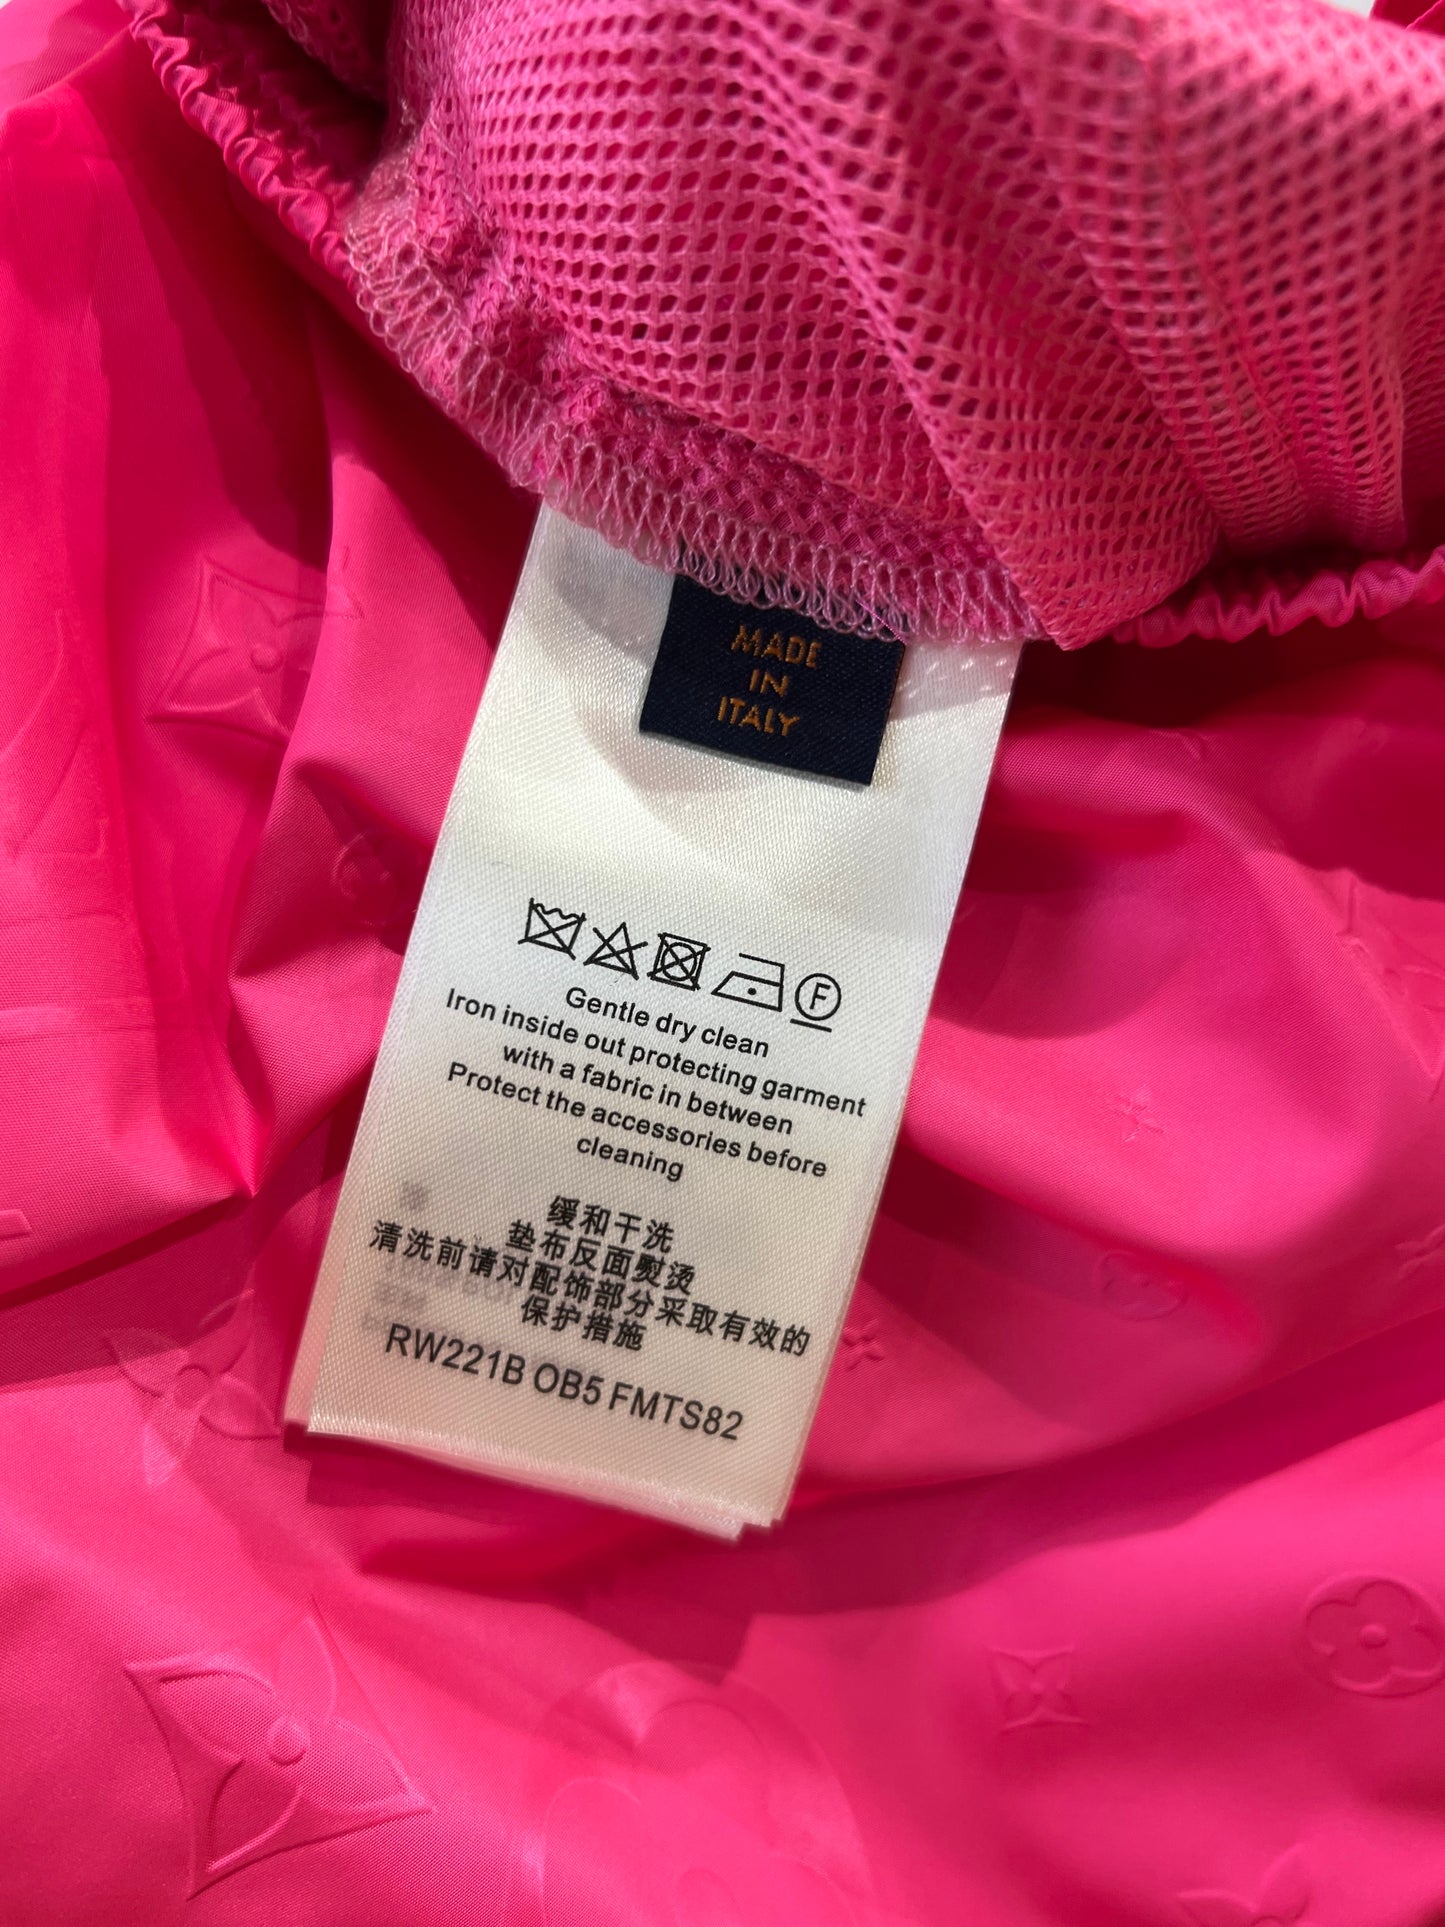 MADE
IN
ITALY
F
Gentle dry clean
Iron inside out protecting garment
with a fabric in between
Protect the accessories before
cleaning
缓和干洗
垫布反面熨烫
清洗前请对配饰部分采取有效的
保护措施
RW221B OB5 FMTS82